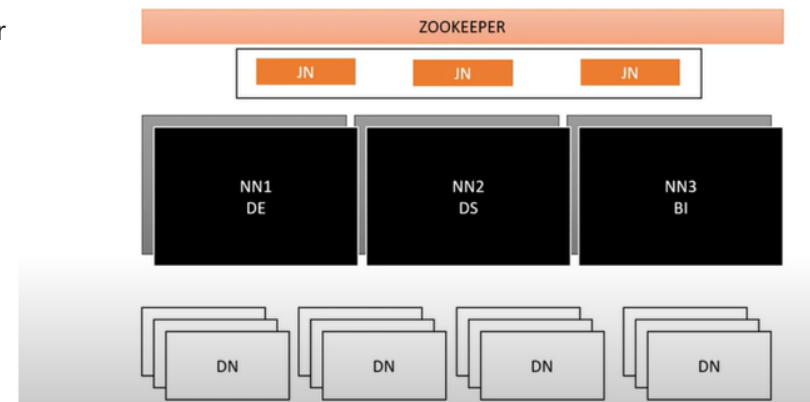 r
ZOOKEEPER
JN JN JN
NN1 NN2 NN3
DE DS BI
DN DN DN DN